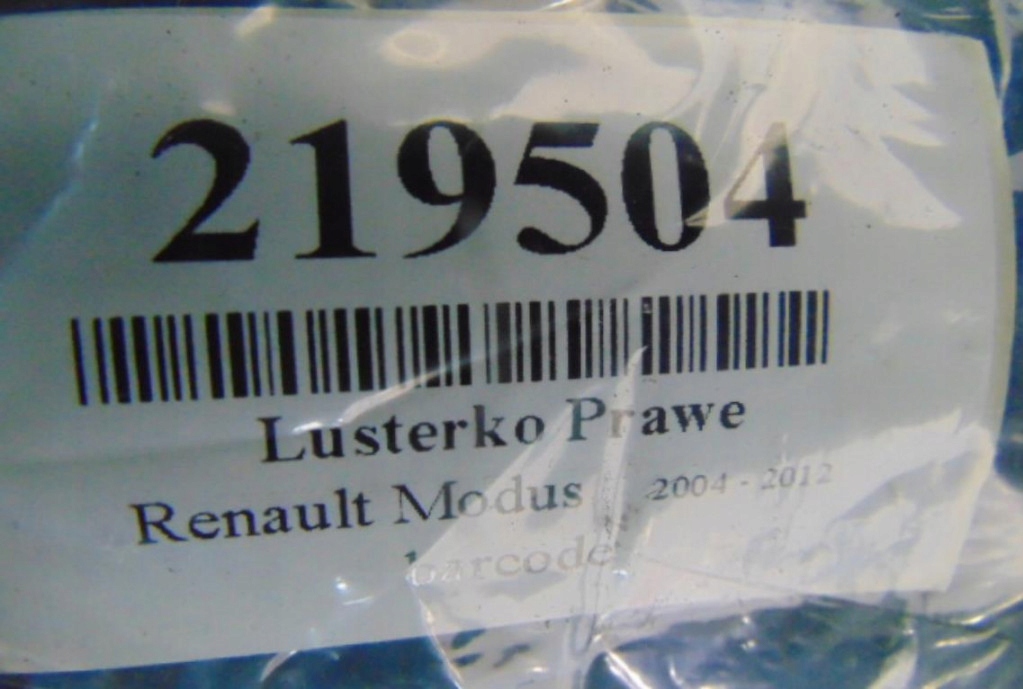 219504
Lusterko Prawe
Renault Modus 2004 - 2012
barcode